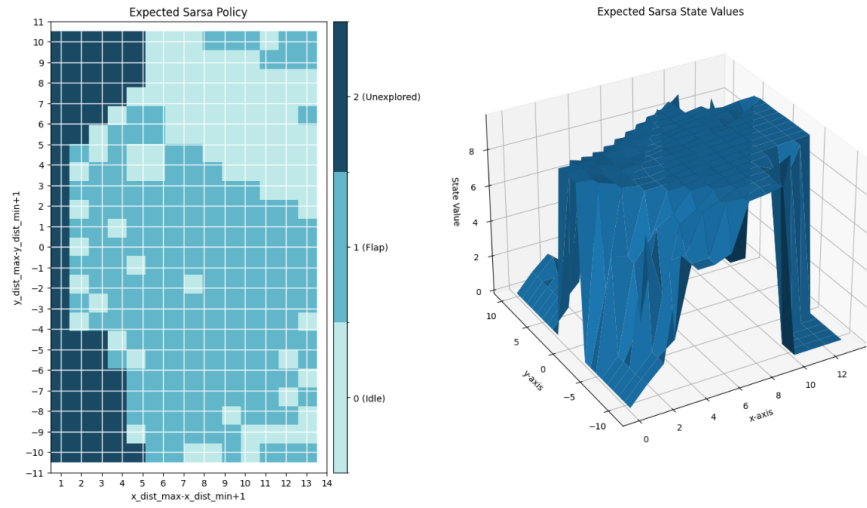 Expected Sarsa Policy
11
10
9
8
7
6
5
4
3
2
1
0
−1
−2
−3
−4
−5
−6
−7
−8
−9
−10
11
y_dist_max-y_dist_min+1
1 2 3 4 5 6 7 8 9 10 11 12 13 14
x_dist_max-x_dist_min+1
2 (Unexplored)
1 (Flap)
0 (Idle)
Expected Sarsa State Values
State Value
8
6
4
2
0
10
5
0
−5
−10
y-axis
0 2 4 6 8 10 12
x-axis